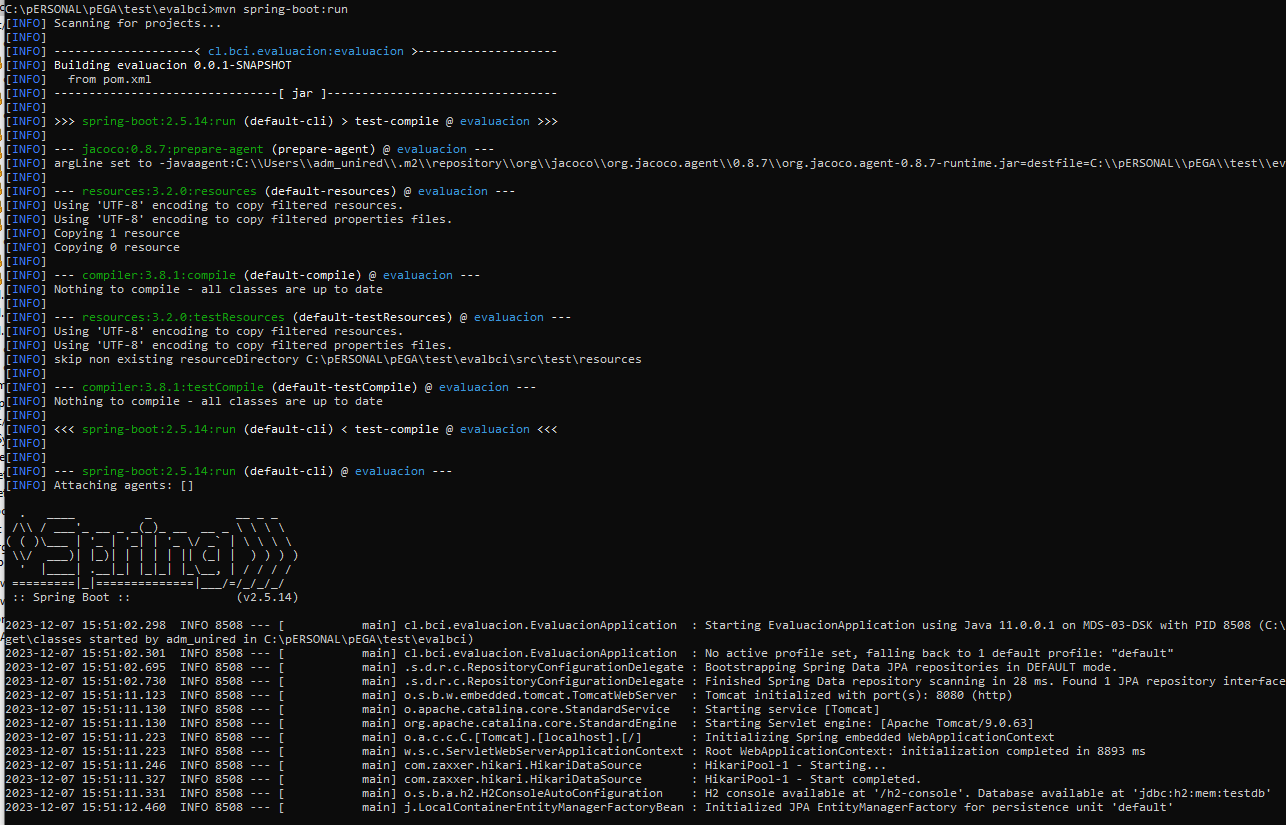 C:\pERSONAL\pEGA\test\evalbci>mvn spring-boot:run
[INFO] Scanning for projects...
[INFO]
[INFO] --------------------< cl.bci.evaluacion:evaluacion >--------------------
[INFO] Building evaluacion 0.0.1-SNAPSHOT
[INFO]   from pom.xml
[INFO] --------------------------------[ jar ]---------------------------------
[INFO]
[INFO] >>> spring-boot:2.5.14:run (default-cli) > test-compile @ evaluacion >>>
[INFO]
[INFO] --- jacoco:0.8.7:prepare-agent (prepare-agent) @ evaluacion ---
[INFO] argLine set to -javaagent:C:\\Users\\adm_unired\\.m2\\repository\\org\\jacoco\\org.jacoco.agent\\0.8.7\\org.jacoco.agent-0.8.7-runtime.jar=destfile=C:\\pERSONAL\\pEGA\\test\\ev
[INFO]
[INFO] --- resources:3.2.0:resources (default-resources) @ evaluacion ---
[INFO] Using 'UTF-8' encoding to copy filtered resources.
[INFO] Using 'UTF-8' encoding to copy filtered properties files.
[INFO] Copying 1 resource
[INFO] Copying 0 resource
[INFO]
[INFO] --- compiler:3.8.1:compile (default-compile) @ evaluacion ---
[INFO] Nothing to compile - all classes are up to date
[INFO]
[INFO] --- resources:3.2.0:testResources (default-testResources) @ evaluacion ---
[INFO] Using 'UTF-8' encoding to copy filtered resources.
[INFO] Using 'UTF-8' encoding to copy filtered properties files.
[INFO] skip non existing resourceDirectory C:\pERSONAL\pEGA\test\evalbci\src\test\resources
[INFO]
[INFO] --- compiler:3.8.1:testCompile (default-testCompile) @ evaluacion ---
[INFO] Nothing to compile - all classes are up to date
[INFO]
[INFO] <<< spring-boot:2.5.14:run (default-cli) < test-compile @ evaluacion <<<
[INFO]
[INFO]
[INFO] --- spring-boot:2.5.14:run (default-cli) @ evaluacion ---
[INFO] Attaching agents: []
Spring
:: Spring Boot ::               (v2.5.14)
2023-12-07 15:51:02.298  INFO 8508 --- [           main] cl.bci.evaluacion.EvaluacionApplication  : Starting EvaluacionApplication using Java 11.0.0.1 on MDS-03-DSK with PID 8508 (C:\
get\classes started by adm_unired in C:\pERSONAL\pEGA\test\evalbci)
2023-12-07 15:51:02.301  INFO 8508 --- [           main] cl.bci.evaluacion.EvaluacionApplication  : No active profile set, falling back to 1 default profile: "default"
2023-12-07 15:51:02.695  INFO 8508 --- [           main] .s.d.r.c.RepositoryConfigurationDelegate : Bootstrapping Spring Data JPA repositories in DEFAULT mode.
2023-12-07 15:51:02.730  INFO 8508 --- [           main] .s.d.r.c.RepositoryConfigurationDelegate : Finished Spring Data repository scanning in 28 ms. Found 1 JPA repository interface
2023-12-07 15:51:11.123  INFO 8508 --- [           main] o.s.b.w.embedded.tomcat.TomcatWebServer  : Tomcat initialized with port(s): 8080 (http)
2023-12-07 15:51:11.130  INFO 8508 --- [           main] o.apache.catalina.core.StandardService   : Starting service [Tomcat]
2023-12-07 15:51:11.130  INFO 8508 --- [           main] org.apache.catalina.core.StandardEngine  : Starting Servlet engine: [Apache Tomcat/9.0.63]
2023-12-07 15:51:11.223  INFO 8508 --- [           main] o.a.c.c.C.[Tomcat].[localhost].[/]       : Initializing Spring embedded WebApplicationContext
2023-12-07 15:51:11.223  INFO 8508 --- [           main] w.s.c.ServletWebServerApplicationContext : Root WebApplicationContext: initialization completed in 8893 ms
2023-12-07 15:51:11.246  INFO 8508 --- [           main] com.zaxxer.hikari.HikariDataSource       : HikariPool-1 - Starting...
2023-12-07 15:51:11.327  INFO 8508 --- [           main] com.zaxxer.hikari.HikariDataSource       : HikariPool-1 - Start completed.
2023-12-07 15:51:11.331  INFO 8508 --- [           main] o.s.b.a.h2.H2ConsoleAutoConfiguration    : H2 console available at '/h2-console'. Database available at 'jdbc:h2:mem:testdb'
2023-12-07 15:51:12.460  INFO 8508 --- [           main] j.LocalContainerEntityManagerFactoryBean : Initialized JPA EntityManagerFactory for persistence unit 'default'